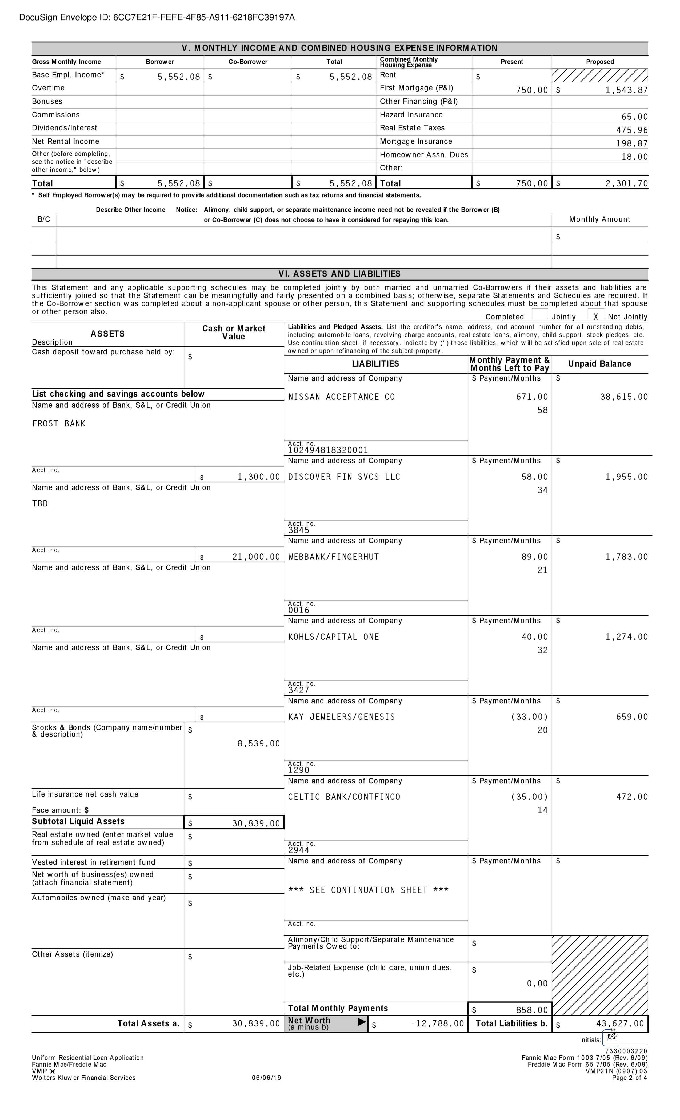 DocuSign Envelope ID: 6CC7E21F-FEFE-4F85-A911-6218FC39197A
V. MONTHLY INCOME AND COMBINED HOUSING EXPENSE INFORMATION
Gross Monthly Income Borrower Co-Borrower Total Combined Monthly Housing Expense Present Proposed
Base Empl. Income* $ 5,552.08 $ $ 5,552.08 Rent $
Overtime First Mortgage (P&I) 750.00 $ 1,543.87
Bonuses Other Financing (P&I)
Commissions Hazard Insurance 65.00
Dividends/Interest Real Estate Taxes 475.96
Net Rental Income Mortgage Insurance 198.87
Other (before completing, see the notice in "describe other income," below) Homeowner Assn. Dues 18.00
Other:
Total $ 5,552.08 $ $ 5,552.08 Total $ 750.00 $ 2,301.70
* Self Employed Borrower(s) may be required to provide additional documentation such as tax returns and financial statements.
Describe Other Income Notice: Alimony, child support, or separate maintenance income need not be revealed if the Borrower (B)
B/C or Co-Borrower (C) does not choose to have it considered for repaying this loan. Monthly Amount
$
VI. ASSETS AND LIABILITIES
This Statement and any applicable supporting schedules may be completed jointly by both married and unmarried Co-Borrowers if their assets and liabilities are
sufficiently joined so that the Statement can be meaningfully and fairly presented on a combined basis; otherwise, separate Statements and Schedules are required. If
the Co-Borrower section was completed about a non-applicant spouse or other person, this Statement and supporting schedules must be completed about that spouse
or other person also.
Completed Jointly X Not Jointly
ASSETS Cash or Market Value
Description
Liabilities and Pledged Assets. List the creditor's name, address, and account number for all outstanding debts,
including automobile loans, revolving charge accounts, real estate loans, alimony, child support, stock pledges, etc.
Use continuation sheet, if necessary. Indicate by (*) those liabilities, which will be satisfied upon sale of real estate
owned or upon refinancing of the subject property.
Cash deposit toward purchase held by: $
LIABILITIES Monthly Payment & Months Left to Pay Unpaid Balance
Name and address of Company $ Payment/Months $
List checking and savings accounts below NISSAN ACCEPTANCE CO 671.00 38,615.00
Name and address of Bank, S&L, or Credit Union 58
FROST BANK
Acct. no.
102494818320001
Name and address of Company $ Payment/Months $
Acct. no. $ 1,300.00 DISCOVER FIN SVCS LLC 58.00 1,955.00
Name and address of Bank, S&L, or Credit Union 34
TBD
Acct. no.
3845
Name and address of Company $ Payment/Months $
Acct. no. $ 21,000.00 WEBBANK/FINGERHUT 89.00 1,783.00
Name and address of Bank, S&L, or Credit Union 21
Acct. no.
0016
Name and address of Company $ Payment/Months $
Acct. no. $ KOHLS/CAPITAL ONE 40.00 1,274.00
Name and address of Bank, S&L, or Credit Union 32
Acct. no.
3427
Name and address of Company $ Payment/Months $
Acct. no. $ KAY JEWELERS/GENESIS (33.00) 659.00
Stocks & Bonds (Company name/number & description) $ 20
8,539.00
Acct. no.
1290
Name and address of Company $ Payment/Months $
Life insurance net cash value $ CELTIC BANK/CONTFINCO (35.00) 472.00
Face amount: $ 14
Subtotal Liquid Assets $ 30,839.00
Real estate owned (enter market value from schedule of real estate owned) $
Acct. no.
2944
Vested interest in retirement fund $ Name and address of Company $ Payment/Months $
Net worth of business(es) owned (attach financial statement) $
*** SEE CONTINUATION SHEET ***
Automobiles owned (make and year) $
Acct. no.
Alimony/Child Support/Separate Maintenance Payments Owed to: $
Other Assets (itemize) $
Job-Related Expense (child care, union dues, etc.) $
0.00
Total Monthly Payments $ 858.00
Total Assets a. $ 30,839.00 Net Worth (a minus b) $ -12,788.00 Total Liabilities b. $ 43,627.00
Initials:
7330003220
Uniform Residential Loan Application Fannie Mae Form 1003 7/05 (Rev. 6/09)
Fannie Mae/Freddie Mac Freddie Mac Form 65 7/05 (Rev. 6/09)
VMP ® VMP21N (0907).03
Wolters Kluwer Financial Services Page 2 of 4